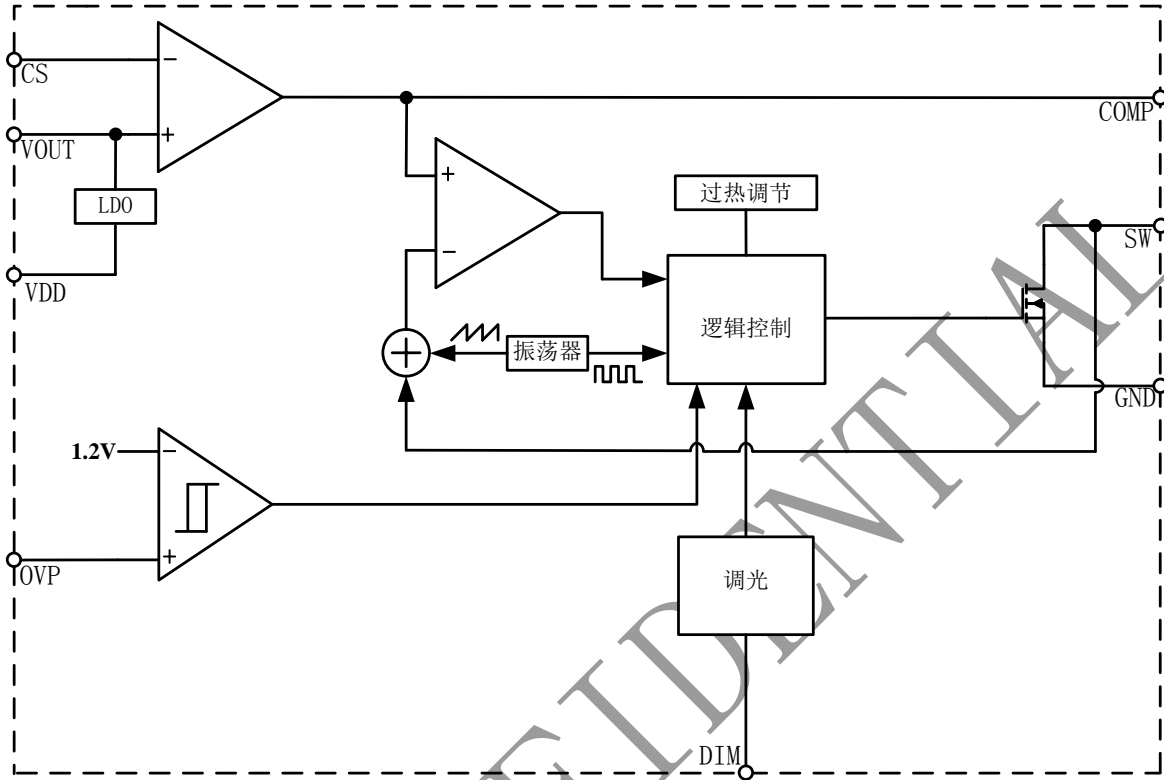 CS
VOUT
LDO
VDD
COMP
过热调节
SW
逻辑控制
振荡器
GND
1.2V
OVP
调光
DIM
FIDENTIAL